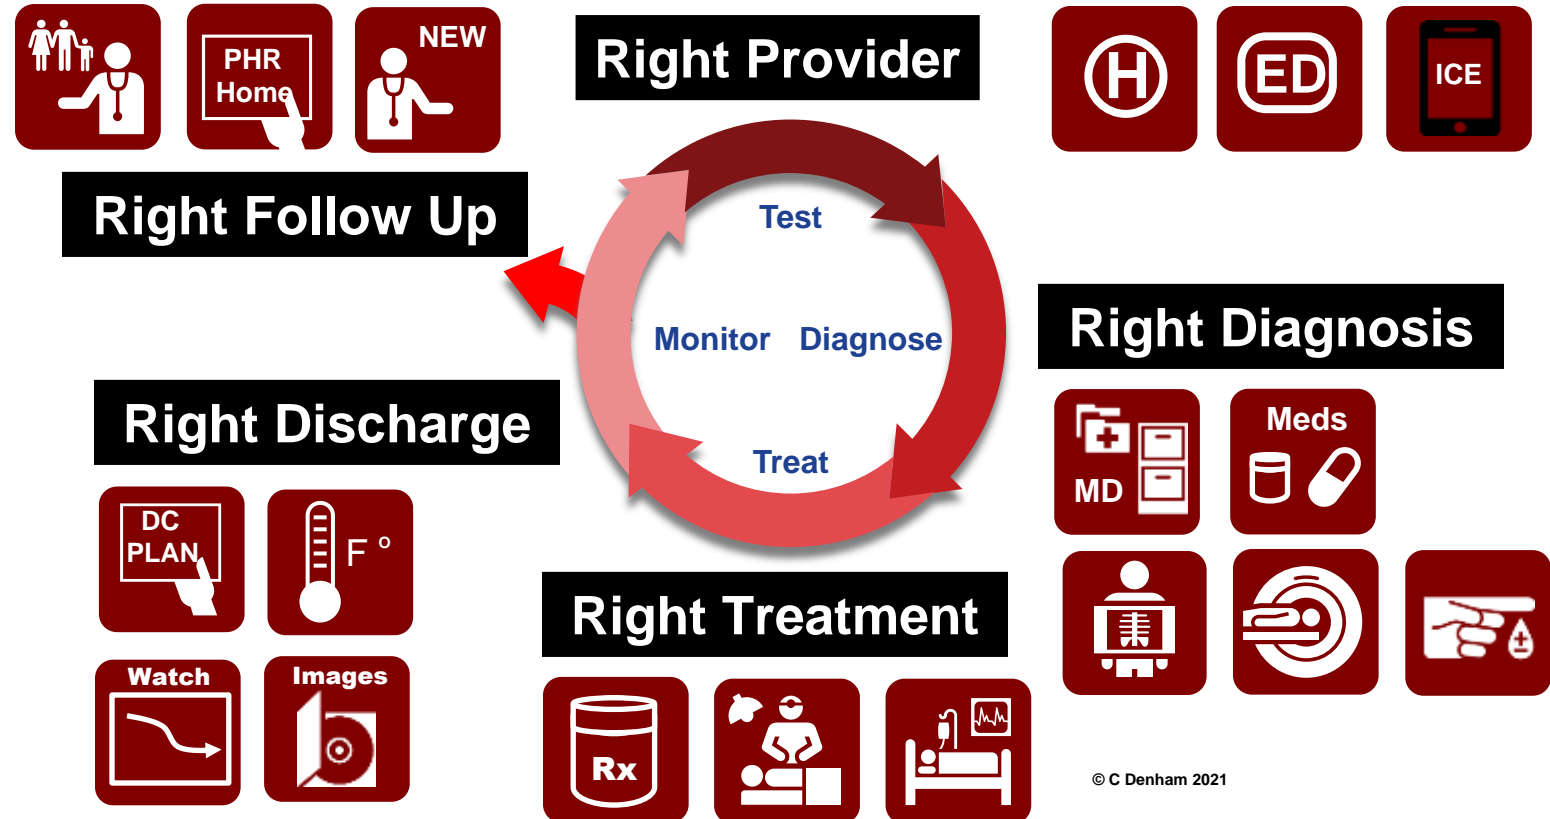 PHR
Home
NEW
Right Provider
H
ED
ICE
Right Follow Up
Test
Monitor
Diagnose
Treat
Right Diagnosis
MD
Meds
Right Discharge
DC
PLAN
F °
Watch
Images
Right Treatment
Rx
© C Denham 2021